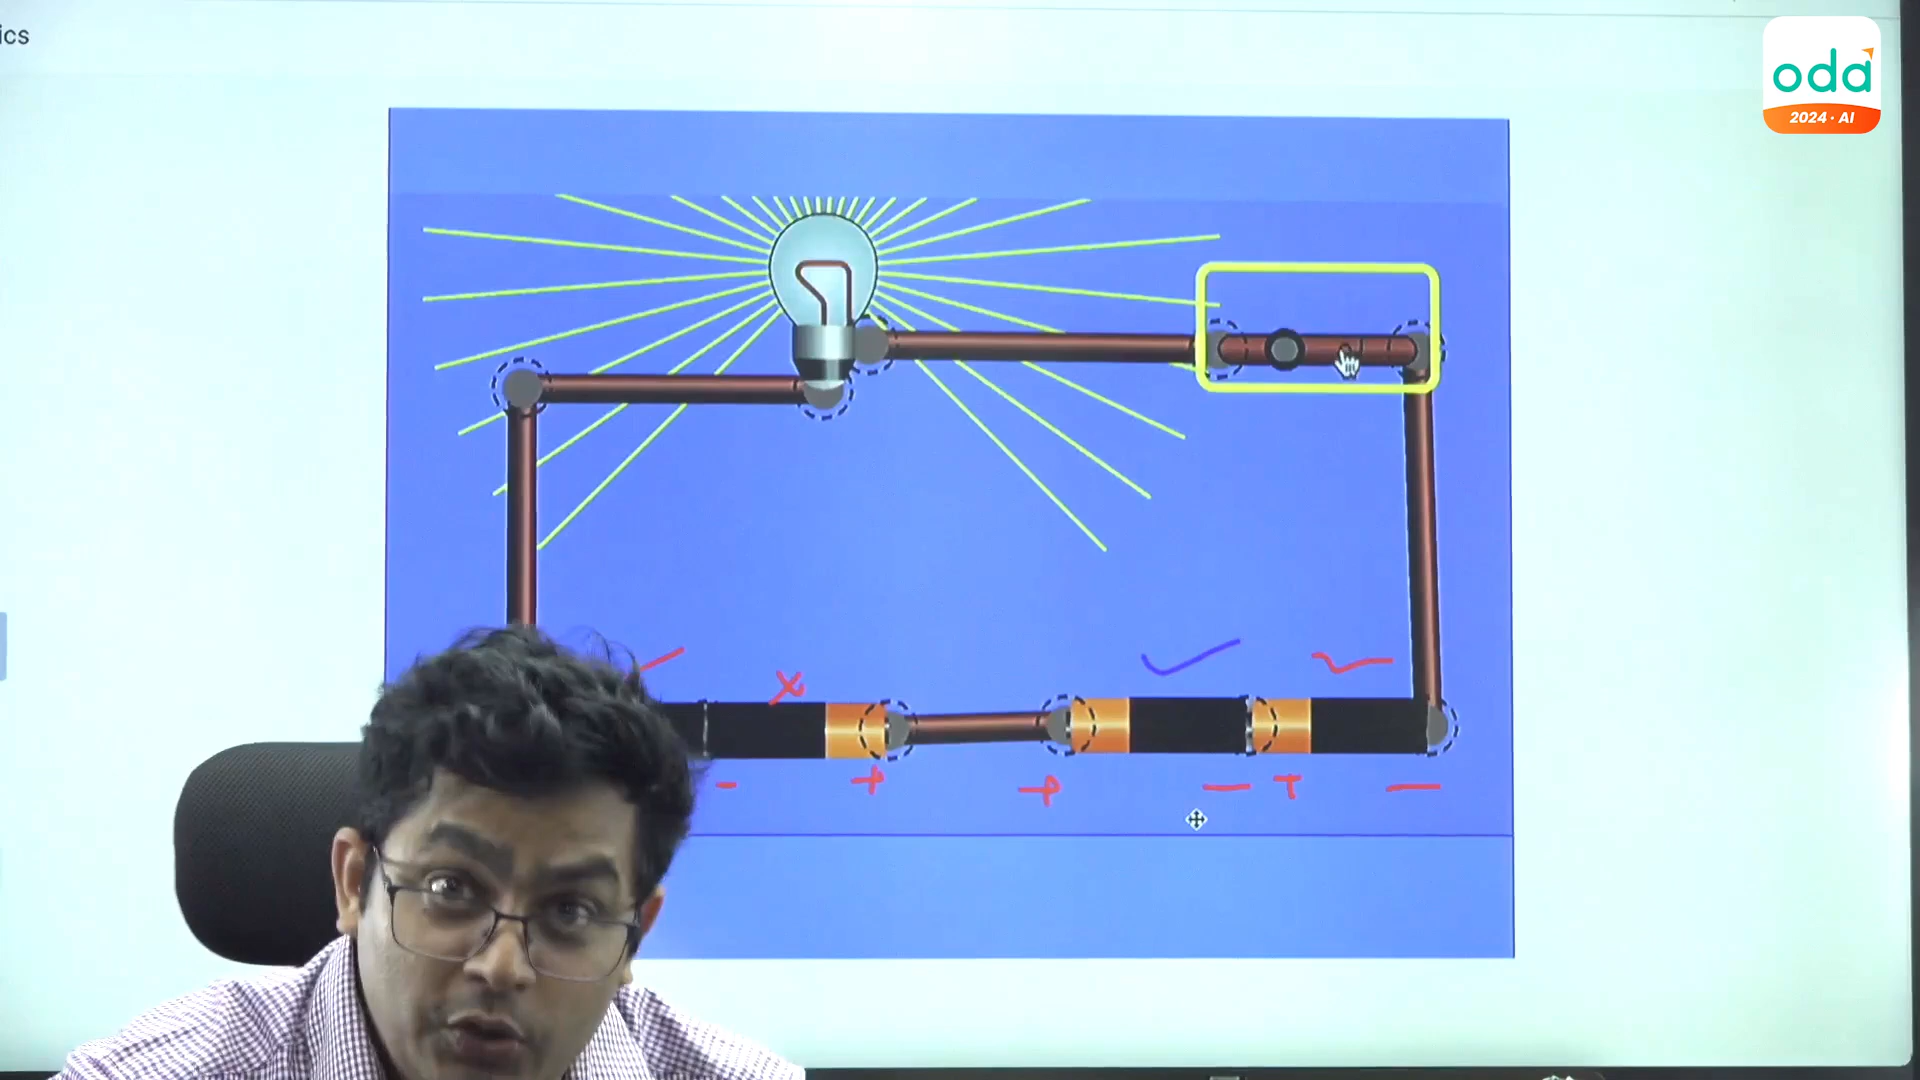 ics
oda
2024 · AI
x
- + + - + -